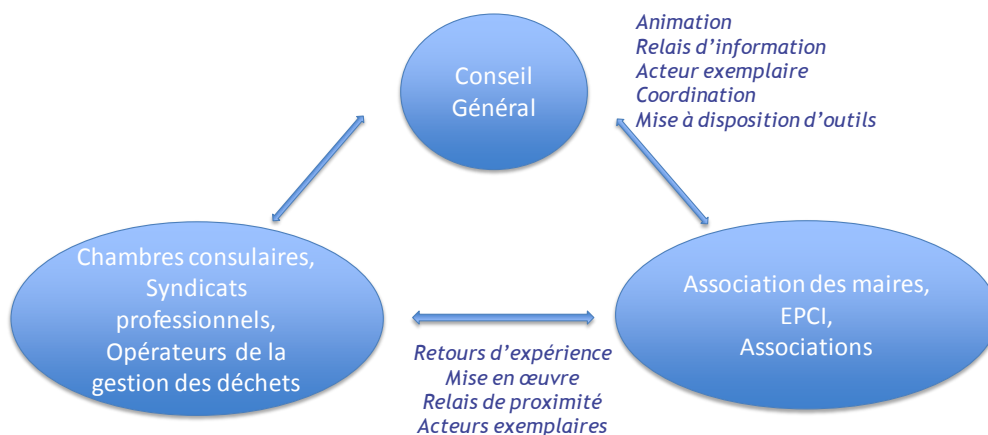 Animation
Relais d’information
Acteur exemplaire
Coordination
Mise à disposition d’outils
Conseil
Général
Chambres consulaires,
Syndicats
professionnels,
Opérateurs de la
gestion des déchets
Association des maires,
EPCI,
Associations
Retours d’expérience
Mise en œuvre
Relais de proximité
Acteurs exemplaires